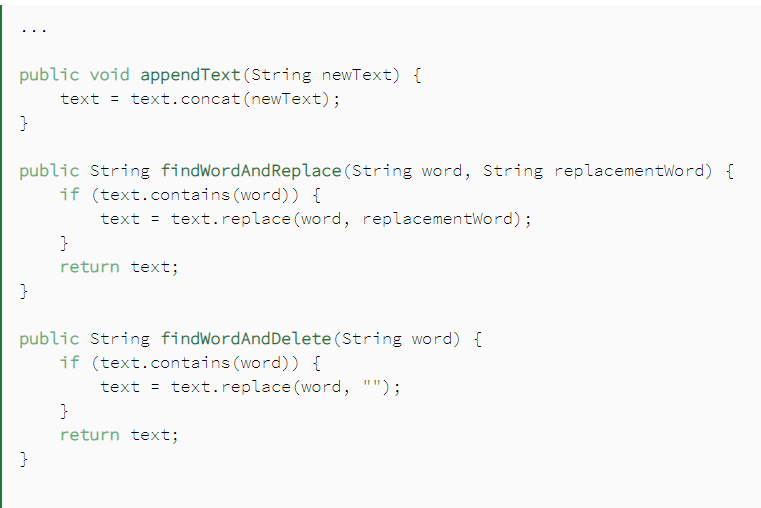 ...
public void appendText(String newText) {
    text = text.concat(newText);
}
public String findWordAndReplace(String word, String replacementWord) {
    if (text.contains(word)) {
        text = text.replace(word, replacementWord);
    }
    return text;
}
public String findWordAndDelete(String word) {
    if (text.contains(word)) {
        text = text.replace(word, "");
    }
    return text;
}